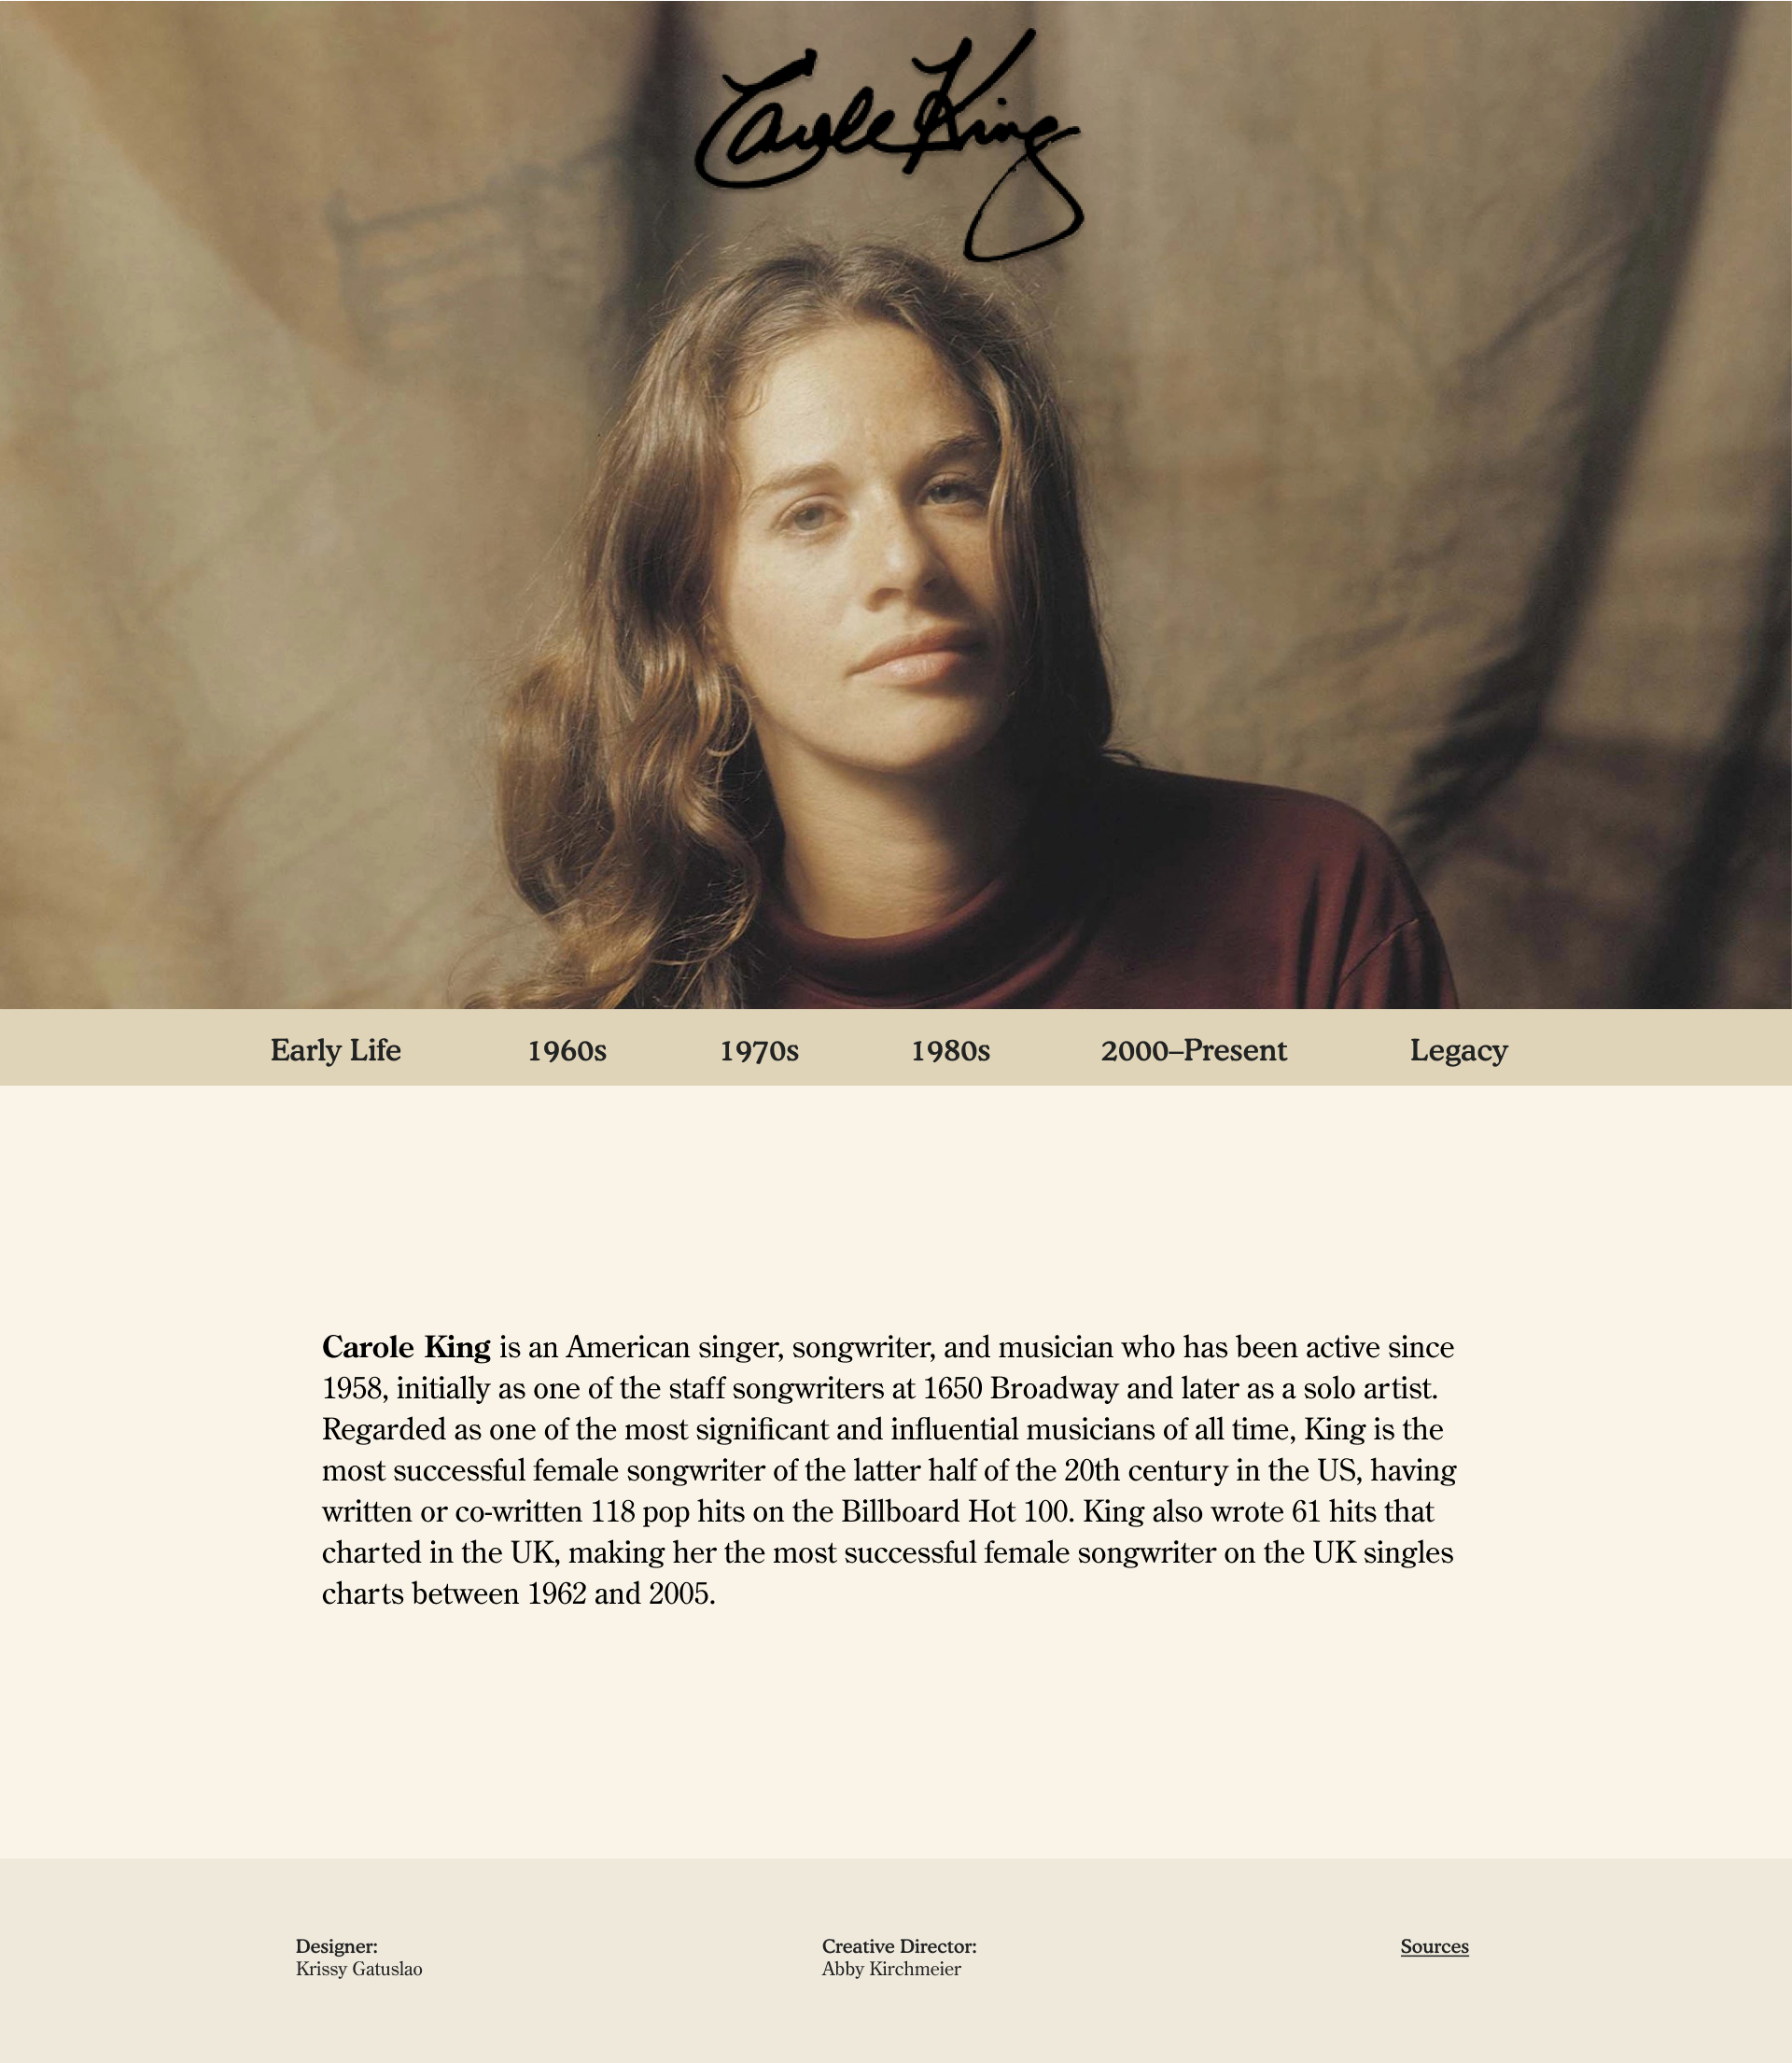 Carole King
Early Life 1960s 1970s 1980s 2000–Present Legacy
Carole King is an American singer, songwriter, and musician who has been active since
1958, initially as one of the staff songwriters at 1650 Broadway and later as a solo artist.
Regarded as one of the most significant and influential musicians of all time, King is the
most successful female songwriter of the latter half of the 20th century in the US, having
written or co-written 118 pop hits on the Billboard Hot 100. King also wrote 61 hits that
charted in the UK, making her the most successful female songwriter on the UK singles
charts between 1962 and 2005.
Designer:
Krissy Gatuslao
Creative Director:
Abby Kirchmeier
Sources